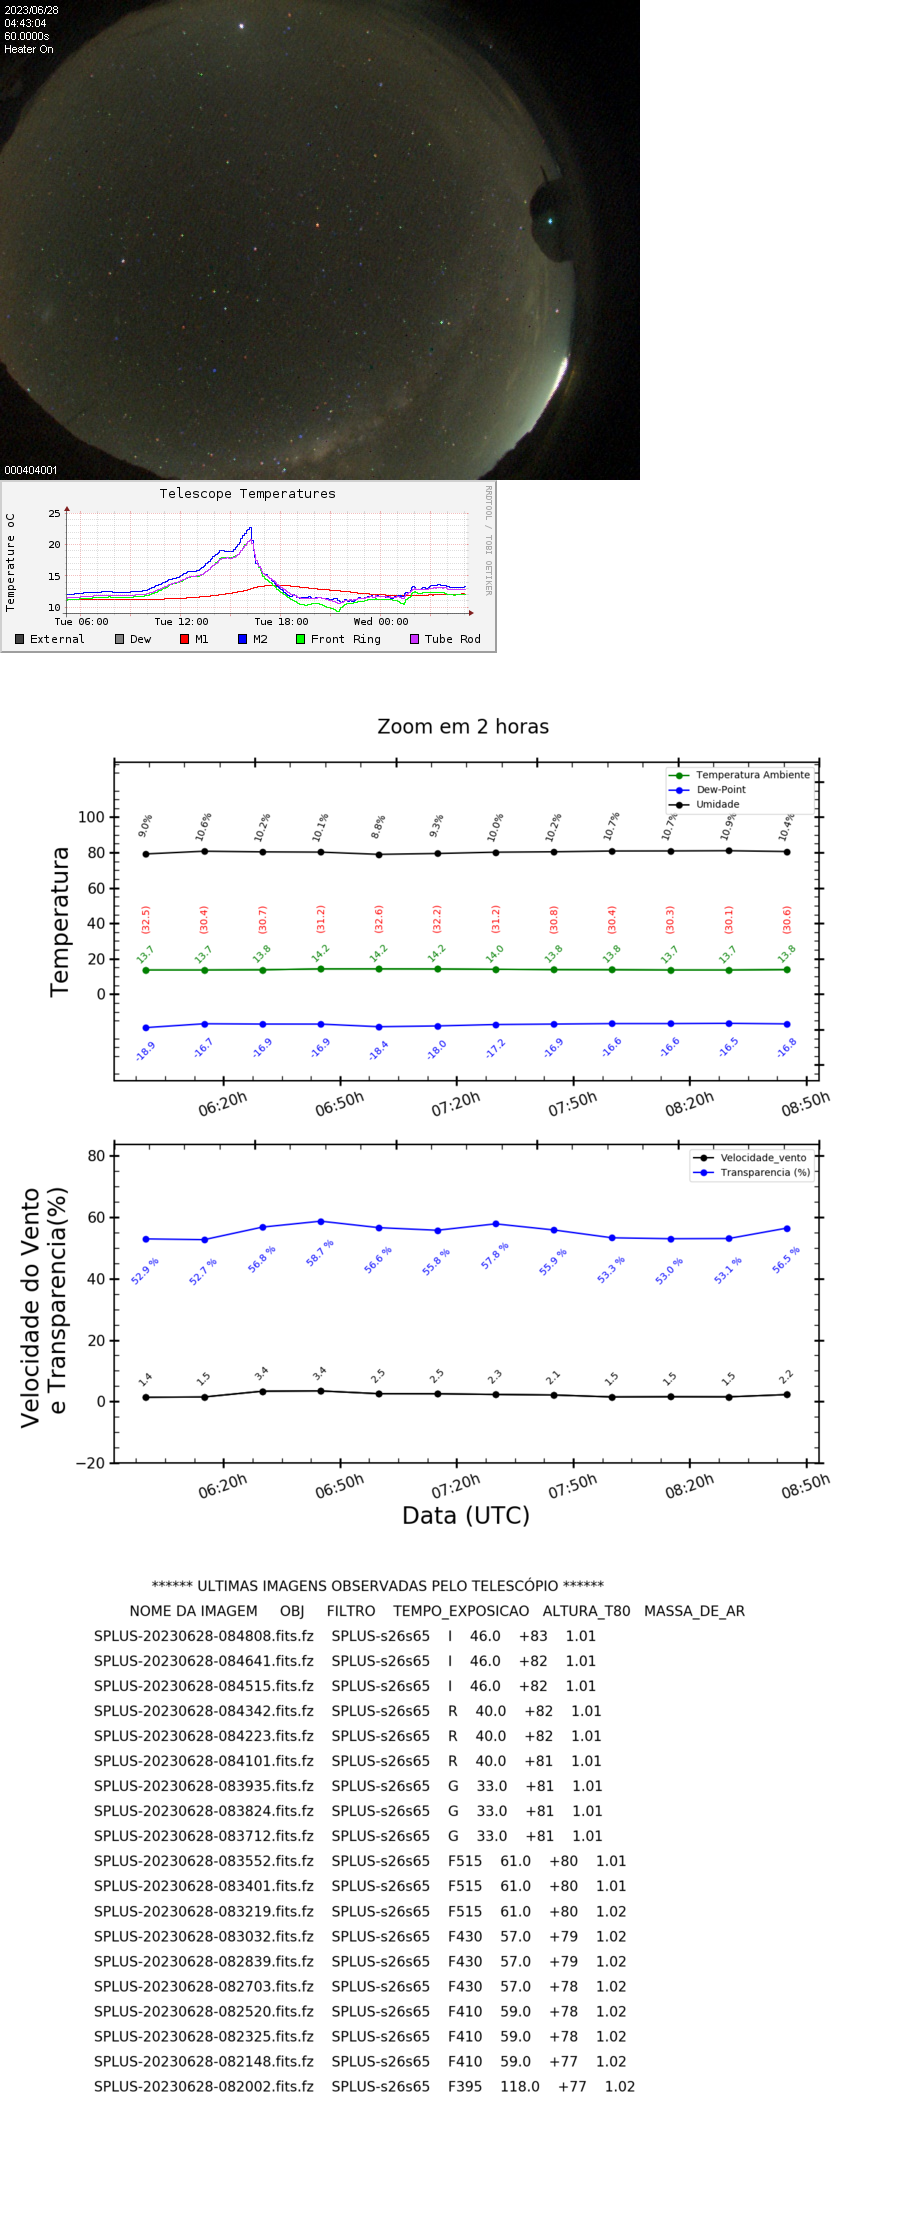 2023/06/28
04:43:04
60.0000s
Heater On
000404001
Telescope Temperatures
RRDTOOL / TOBI OETIKER
Temperature oC
25
20
15
10
Tue 06:00 Tue 12:00 Tue 18:00 Wed 00:00
External Dew M1 M2 Front Ring Tube Rod
Zoom em 2 horas
Temperatura Ambiente
Dew-Point
Umidade
Temperatura
100
80
60
40
20
0
9.0% 10.6% 10.2% 10.1% 8.8% 9.3% 10.0% 10.2% 10.7% 10.7% 10.9% 10.4%
(32.5) (30.4) (30.7) (31.2) (32.6) (32.2) (31.2) (30.8) (30.4) (30.3) (30.1) (30.6)
13.7 13.7 13.8 14.2 14.2 14.2 14.0 13.8 13.8 13.7 13.7 13.8
-18.9 -16.7 -16.9 -16.9 -18.4 -18.0 -17.2 -16.9 -16.6 -16.6 -16.5 -16.8
06:20h 06:50h 07:20h 07:50h 08:20h 08:50h
Velocidade_vento
Transparencia (%)
Velocidade do Vento
e Transparencia(%)
80
60
40
20
0
−20
52.9 % 52.7 % 56.8 % 58.7 % 56.6 % 55.8 % 57.8 % 55.9 % 53.3 % 53.0 % 53.1 % 56.5 %
1.4 1.5 3.4 3.4 2.5 2.5 2.3 2.1 1.5 1.5 1.5 2.2
06:20h 06:50h 07:20h 07:50h 08:20h 08:50h
Data (UTC)
****** ULTIMAS IMAGENS OBSERVADAS PELO TELESCÓPIO ******
NOME DA IMAGEM OBJ FILTRO TEMPO_EXPOSICAO ALTURA_T80 MASSA_DE_AR
SPLUS-20230628-084808.fits.fz SPLUS-s26s65 I 46.0 +83 1.01
SPLUS-20230628-084641.fits.fz SPLUS-s26s65 I 46.0 +82 1.01
SPLUS-20230628-084515.fits.fz SPLUS-s26s65 I 46.0 +82 1.01
SPLUS-20230628-084342.fits.fz SPLUS-s26s65 R 40.0 +82 1.01
SPLUS-20230628-084223.fits.fz SPLUS-s26s65 R 40.0 +82 1.01
SPLUS-20230628-084101.fits.fz SPLUS-s26s65 R 40.0 +81 1.01
SPLUS-20230628-083935.fits.fz SPLUS-s26s65 G 33.0 +81 1.01
SPLUS-20230628-083824.fits.fz SPLUS-s26s65 G 33.0 +81 1.01
SPLUS-20230628-083712.fits.fz SPLUS-s26s65 G 33.0 +81 1.01
SPLUS-20230628-083552.fits.fz SPLUS-s26s65 F515 61.0 +80 1.01
SPLUS-20230628-083401.fits.fz SPLUS-s26s65 F515 61.0 +80 1.01
SPLUS-20230628-083219.fits.fz SPLUS-s26s65 F515 61.0 +80 1.02
SPLUS-20230628-083032.fits.fz SPLUS-s26s65 F430 57.0 +79 1.02
SPLUS-20230628-082839.fits.fz SPLUS-s26s65 F430 57.0 +79 1.02
SPLUS-20230628-082703.fits.fz SPLUS-s26s65 F430 57.0 +78 1.02
SPLUS-20230628-082520.fits.fz SPLUS-s26s65 F410 59.0 +78 1.02
SPLUS-20230628-082325.fits.fz SPLUS-s26s65 F410 59.0 +78 1.02
SPLUS-20230628-082148.fits.fz SPLUS-s26s65 F410 59.0 +77 1.02
SPLUS-20230628-082002.fits.fz SPLUS-s26s65 F395 118.0 +77 1.02